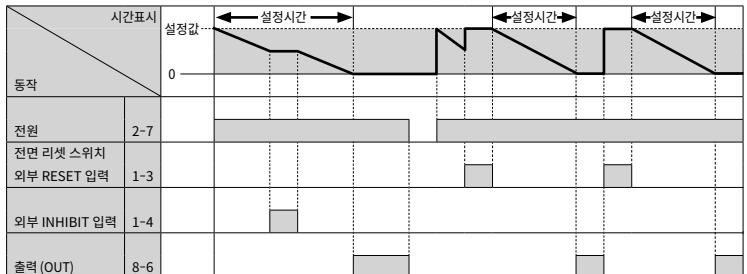 시간표시
동작
설정값
0
설정시간
설정시간
설정시간
전원 2-7
전면 리셋 스위치
외부 RESET 입력 1-3
외부 INHIBIT 입력 1-4
출력 (OUT) 8-6